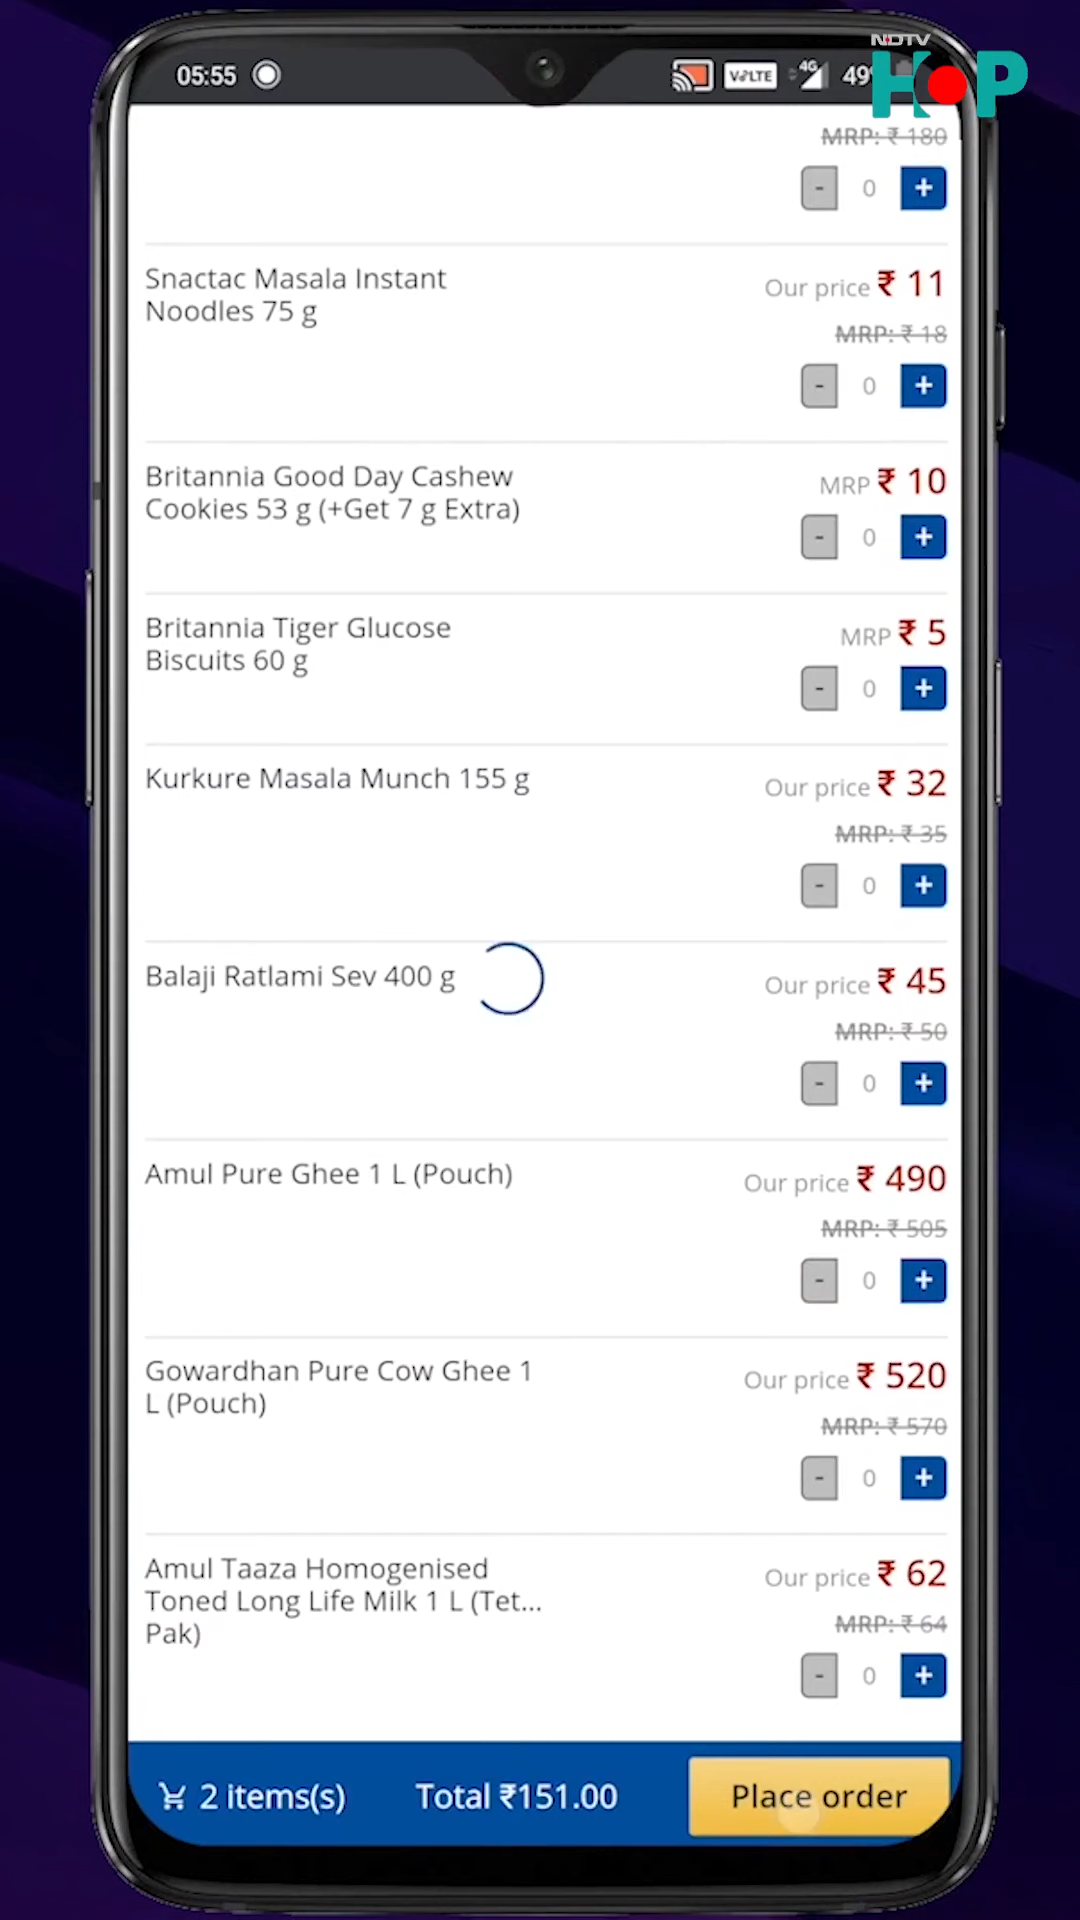 NDTV
HOP
05:55
VoLTE
4G
49
MRP: ₹ 180
- 0 +
Snactac Masala Instant
Noodles 75 g
Our price ₹ 11
MRP: ₹ 18
- 0 +
Britannia Good Day Cashew
Cookies 53 g (+Get 7 g Extra)
MRP ₹ 10
- 0 +
Britannia Tiger Glucose
Biscuits 60 g
MRP ₹ 5
- 0 +
Kurkure Masala Munch 155 g
Our price ₹ 32
MRP: ₹ 35
- 0 +
Balaji Ratlami Sev 400 g
Our price ₹ 45
MRP: ₹ 50
- 0 +
Amul Pure Ghee 1 L (Pouch)
Our price ₹ 490
MRP: ₹ 505
- 0 +
Gowardhan Pure Cow Ghee 1
L (Pouch)
Our price ₹ 520
MRP: ₹ 570
- 0 +
Amul Taaza Homogenised
Toned Long Life Milk 1 L (Tet...
Pak)
Our price ₹ 62
MRP: ₹ 64
- 0 +
2 items(s)
Total ₹151.00
Place order